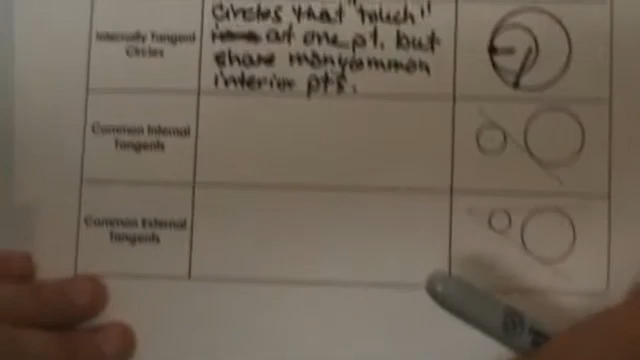 Internally Tangent
Circles
circles that "touch"
at one pt. but
share many common
interior pts.
Common Internal
Tangents
Common External
Tangents